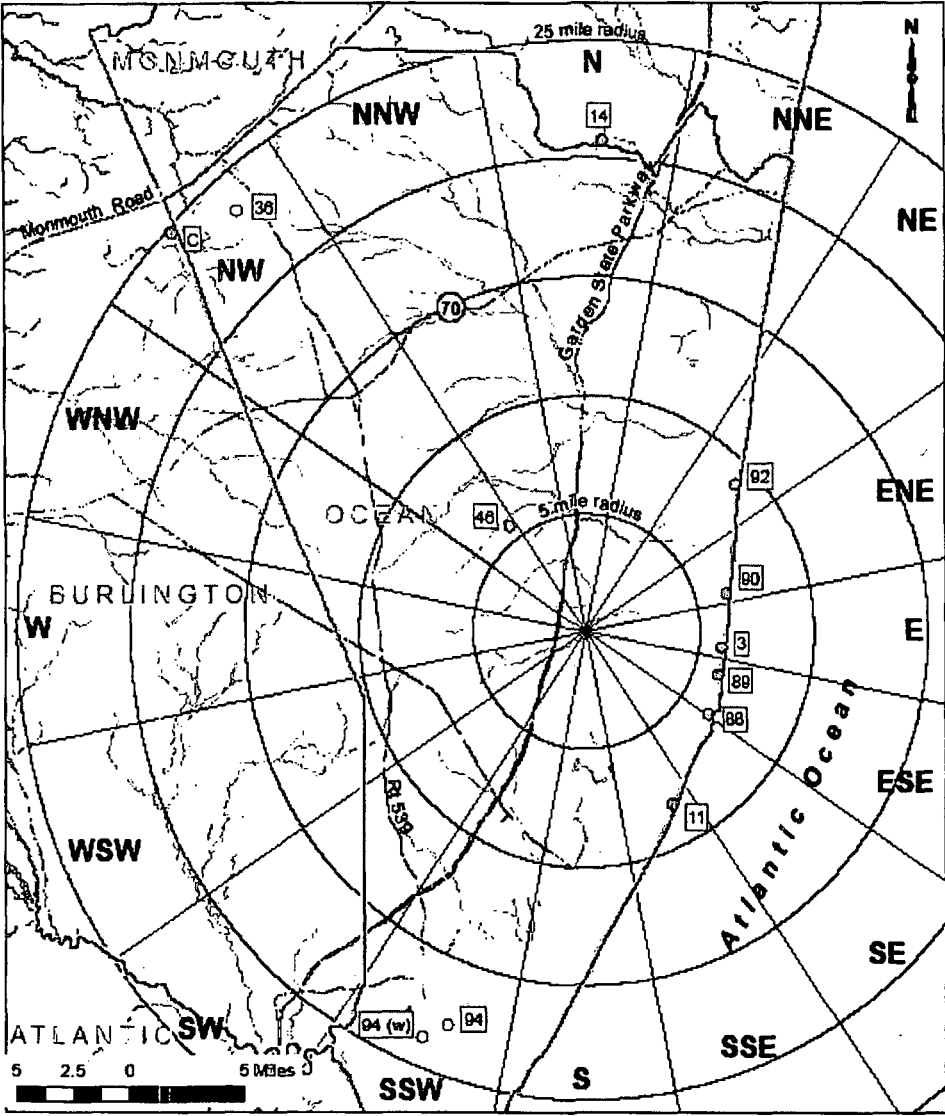 25 mile radius
N
MONMOUTH
N
NNW
14
NNE
Monmouth Road
36
C
NW
Garden State Parkway
NE
70
WNW
92
ENE
5 mile radius
46
OCEAN
BURLINGTON
90
W
E
3
89
88
Atlantic Ocean
ESE
Rt 539
11
WSW
SE
ATLANTIC
SW
94 (w)
94
SSE
5 2.5 0 5 Miles
SSW
S